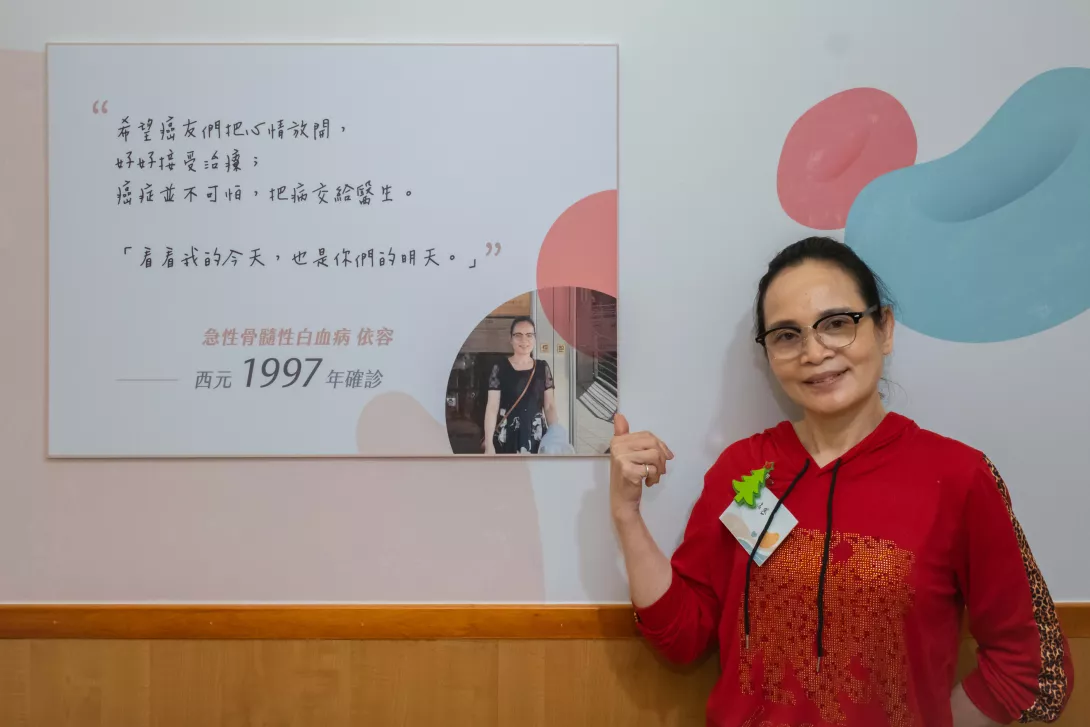 “希望癌友們把心情放開，
好好接受治療；
癌症並不可怕，把病交給醫生。
「看看我的今天，也是你們的明天。」”
急性骨髓性白血病 依容
西元 1997 年確診